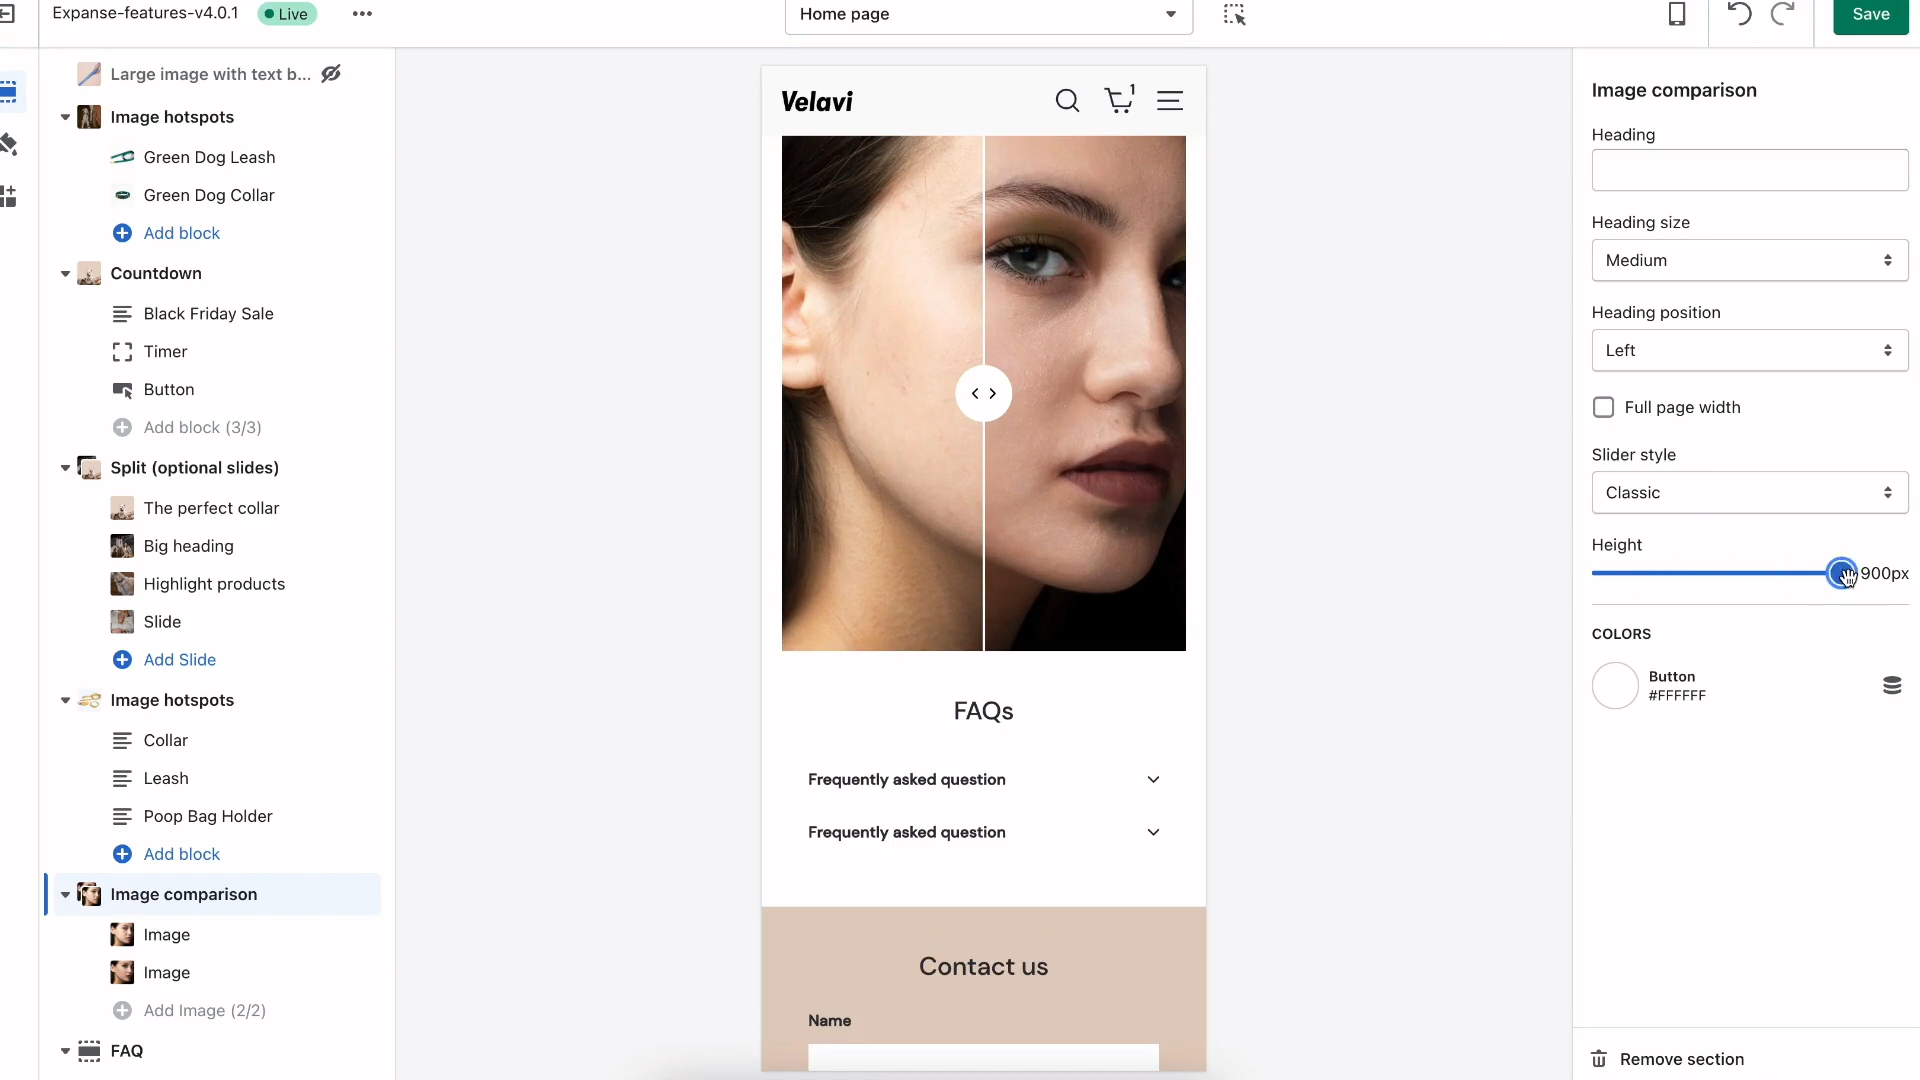 Expanse-features-v4.0.1
Live
Home page
Save
Large image with text b...
Image hotspots
Green Dog Leash
Green Dog Collar
Add block
Countdown
Black Friday Sale
Timer
Button
Add block (3/3)
Split (optional slides)
The perfect collar
Big heading
Highlight products
Slide
Add Slide
Image hotspots
Collar
Leash
Poop Bag Holder
Add block
Image comparison
Image
Image
Add Image (2/2)
FAQ
Velavi
1
FAQs
Frequently asked question
Frequently asked question
Contact us
Name
Image comparison
Heading
Heading size
Medium
Heading position
Left
Full page width
Slider style
Classic
Height
900px
COLORS
Button
#FFFFFF
Remove section